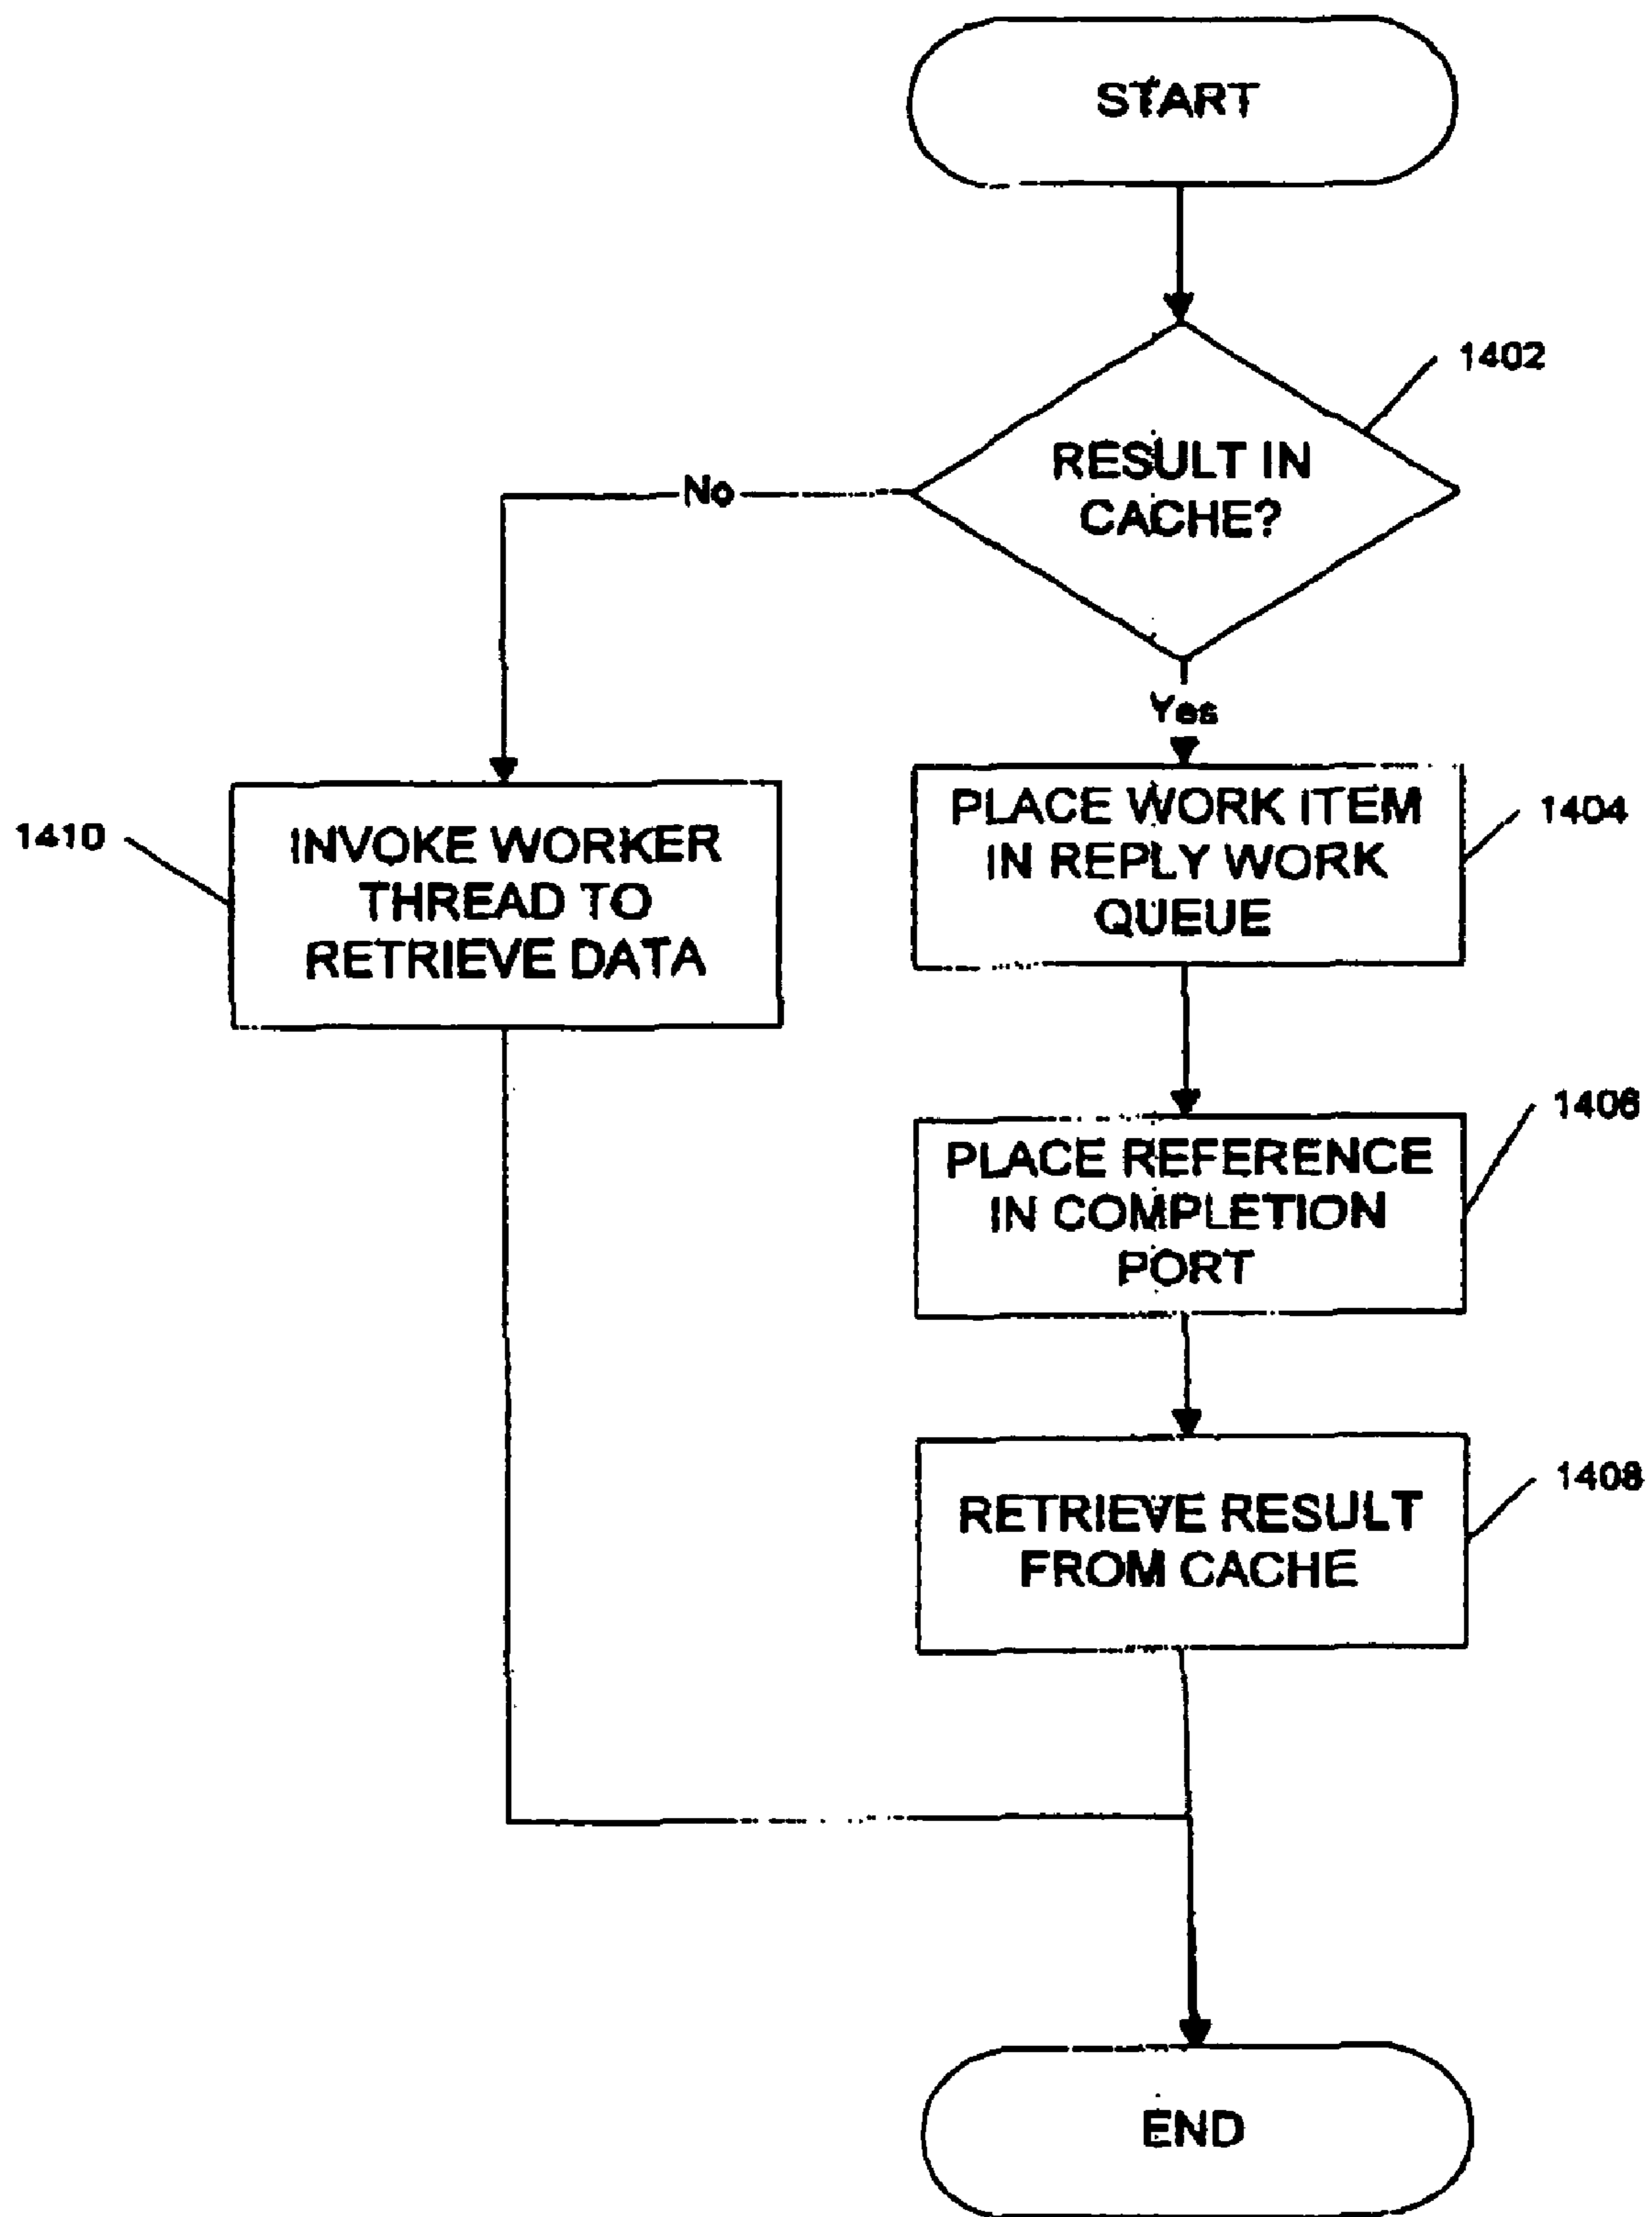 START
1402
RESULT IN
CACHE?
No
Yes
PLACE WORK ITEM
IN REPLY WORK
QUEUE
1404
1410
INVOKE WORKER
THREAD TO
RETRIEVE DATA
1406
PLACE REFERENCE
IN COMPLETION
PORT
1408
RETRIEVE RESULT
FROM CACHE
END